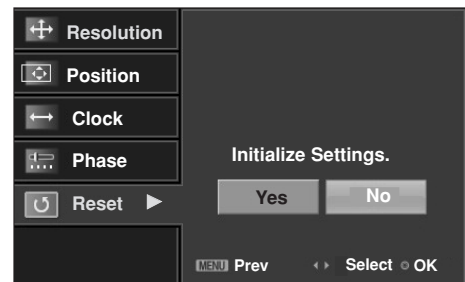 Resolution
Position
Clock
Phase
Reset
Initialize Settings.
Yes No
MENU Prev Select OK